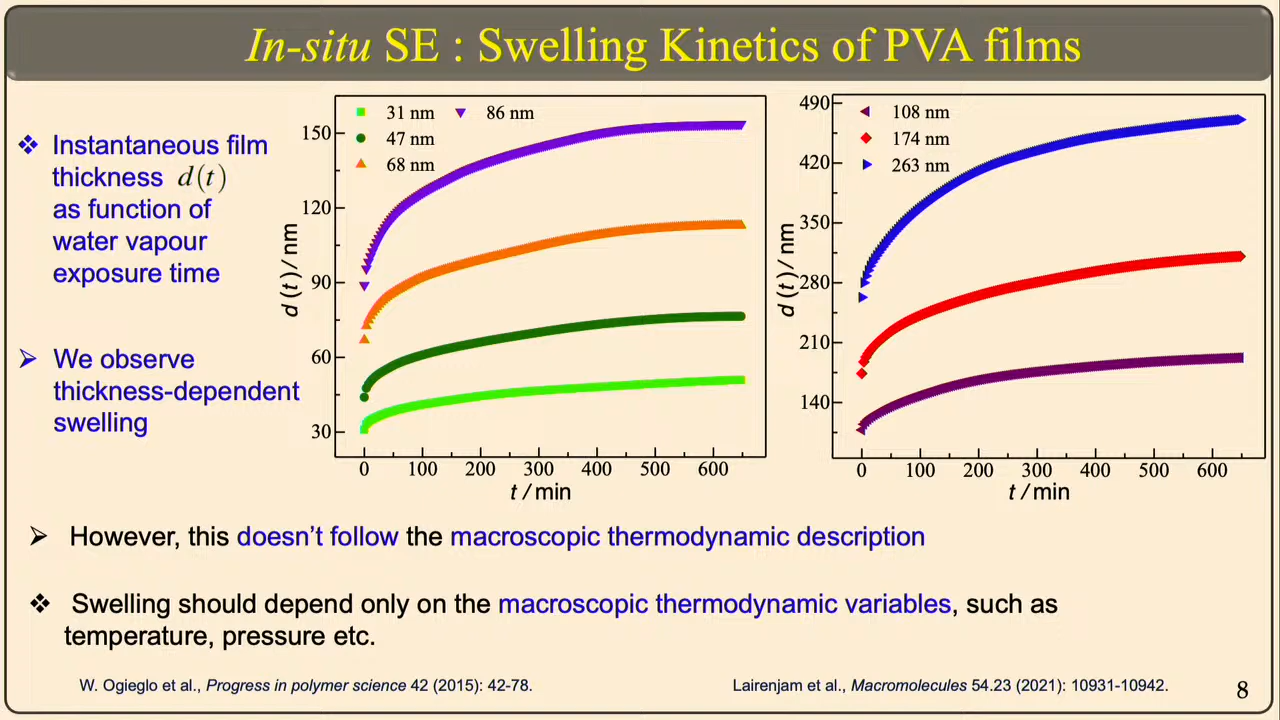 In-situ SE : Swelling Kinetics of PVA films
❖ Instantaneous film
thickness d(t)
as function of
water vapour
exposure time
➢ We observe
thickness-dependent
swelling
31 nm
86 nm
47 nm
68 nm
150
120
90
60
30
d (t) / nm
0 100 200 300 400 500 600
t / min
108 nm
174 nm
263 nm
490
420
350
280
210
140
d (t) / nm
0 100 200 300 400 500 600
t / min
➢ However, this doesn’t follow the macroscopic thermodynamic description
❖ Swelling should depend only on the macroscopic thermodynamic variables, such as
temperature, pressure etc.
W. Ogieglo et al., Progress in polymer science 42 (2015): 42-78.
Lairenjam et al., Macromolecules 54.23 (2021): 10931-10942.
8